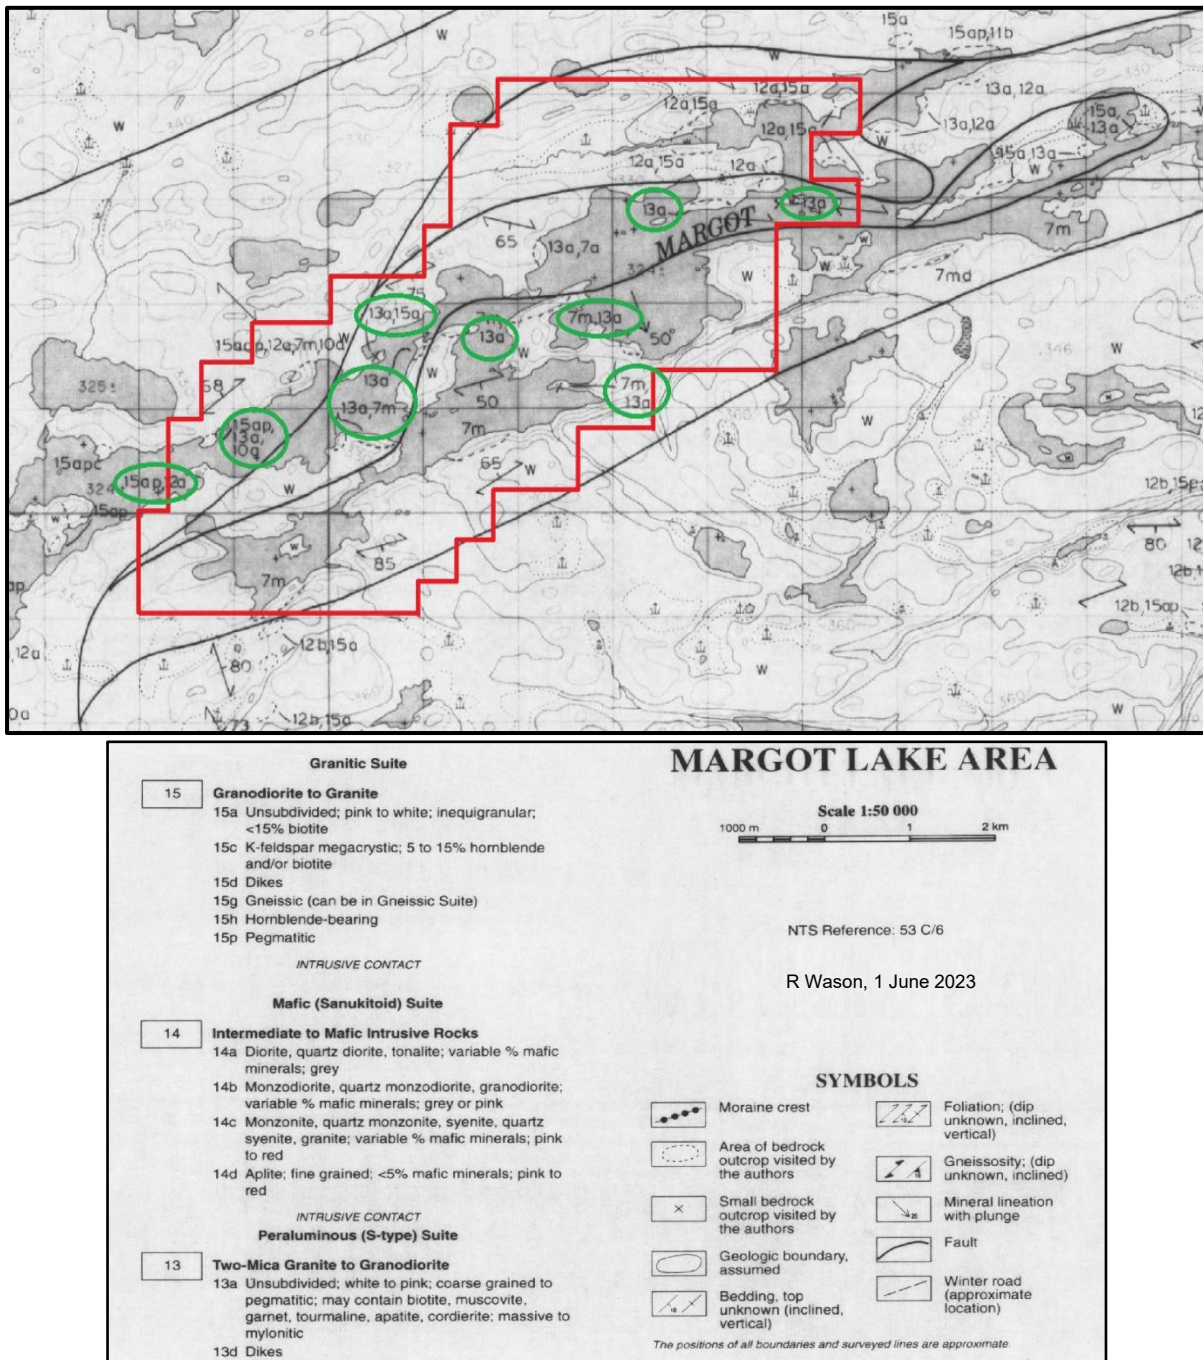 15a
15ap,11b
W
W
330
12a,15a
12a,15a
13a,12a
15a,
13a
W
W
340
330
327
12a,15a
13a,12a
W
12a,15a
12a
15a,13a
W
13a
13a
MARGOT
65
13a,7a
7m
324±
W
W
7md
75
13a,15a
7m,
13a
7m,13a
50°
15ap,12a,7m,10a
W
W
346
325±
68
13a
13a,7m
W
50
7m,
13a
W
15ap,
13a,
10a
7m
360
15apc
65
W
324
15ap,12a
W
W
12b,15p
15ap
W
W
80
85
7m
12b,15ap
360
12b,15a
12a
80
W
360
W
0a
73
12b,15a
Granitic Suite
15
Granodiorite to Granite
15a Unsubdivided; pink to white; inequigranular;
<15% biotite
15c K-feldspar megacrystic; 5 to 15% hornblende
and/or biotite
15d Dikes
15g Gneissic (can be in Gneissic Suite)
15h Hornblende-bearing
15p Pegmatitic
INTRUSIVE CONTACT
Mafic (Sanukitoid) Suite
14
Intermediate to Mafic Intrusive Rocks
14a Diorite, quartz diorite, tonalite; variable % mafic
minerals; grey
14b Monzodiorite, quartz monzodiorite, granodiorite;
variable % mafic minerals; grey or pink
14c Monzonite, quartz monzonite, syenite, quartz
syenite, granite; variable % mafic minerals; pink
to red
14d Aplite; fine grained; <5% mafic minerals; pink to
red
INTRUSIVE CONTACT
Peraluminous (S-type) Suite
13
Two-Mica Granite to Granodiorite
13a Unsubdivided; white to pink; coarse grained to
pegmatitic; may contain biotite, muscovite,
garnet, tourmaline, apatite, cordierite; massive to
mylonitic
13d Dikes
MARGOT LAKE AREA
Scale 1:50 000
1000 m 0 1 2 km
NTS Reference: 53 C/6
R Wason, 1 June 2023
SYMBOLS
Moraine crest
Area of bedrock
outcrop visited by
the authors
Small bedrock
outcrop visited by
the authors
Geologic boundary,
assumed
Bedding, top
unknown (inclined,
vertical)
Foliation; (dip
unknown, inclined,
vertical)
Gneissosity; (dip
unknown, inclined)
Mineral lineation
with plunge
Fault
Winter road
(approximate
location)
The positions of all boundaries and surveyed lines are approximate.